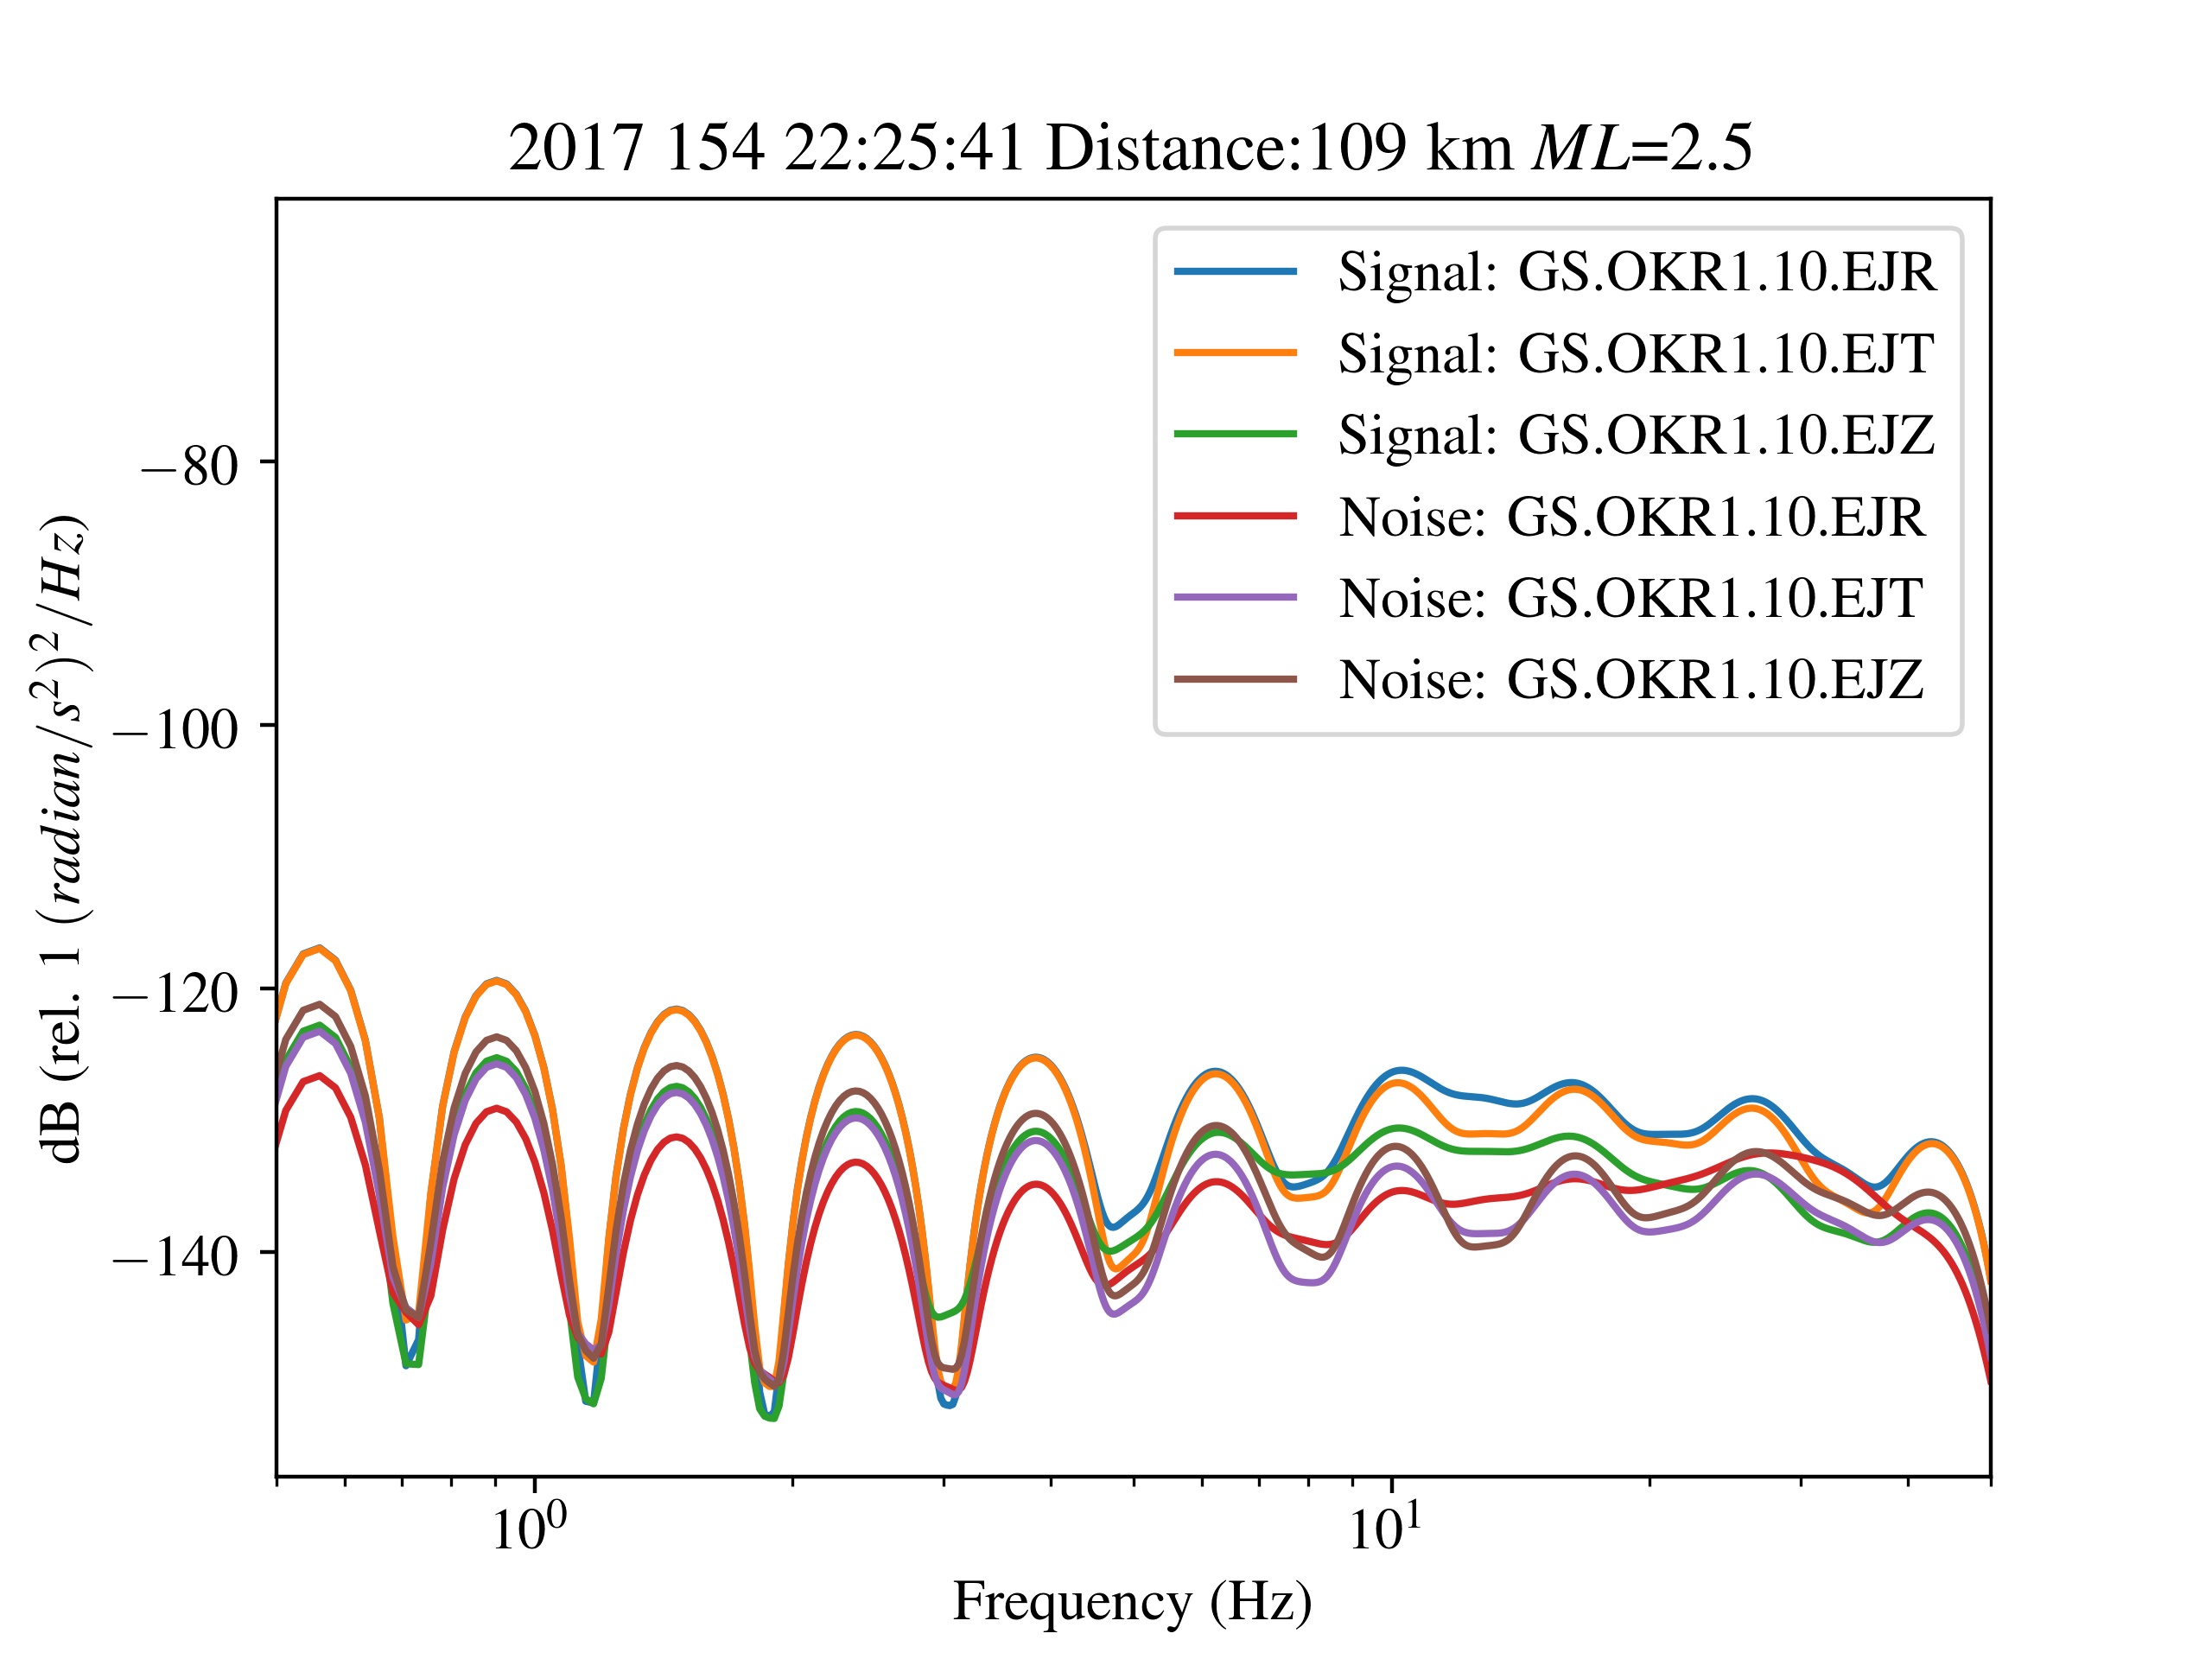 2017 154 22:25:41 Distance:109 km ML=2.5
Signal: GS.OKR1.10.EJR
Signal: GS.OKR1.10.EJT
Signal: GS.OKR1.10.EJZ
Noise: GS.OKR1.10.EJR
Noise: GS.OKR1.10.EJT
Noise: GS.OKR1.10.EJZ
dB (rel. 1 (radian/s²)²/Hz)
−80
−100
−120
−140
10⁰ 10¹
Frequency (Hz)